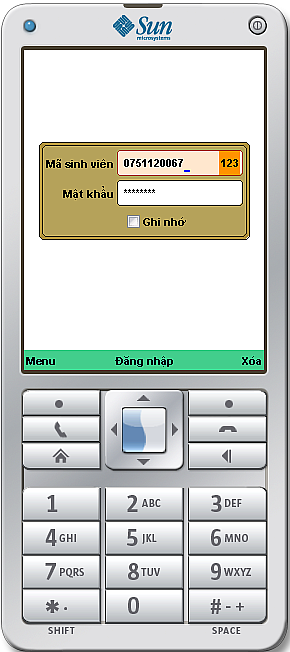 Sun
microsystems
Mã sinh viên 0751120067 123
Mật khẩu ********
Ghi nhớ
Menu Đăng nhập Xóa
1 2 ABC 3 DEF
4 GHI 5 JKL 6 MNO
7 PQRS 8 TUV 9 WXYZ
* . 0 # - +
SHIFT SPACE